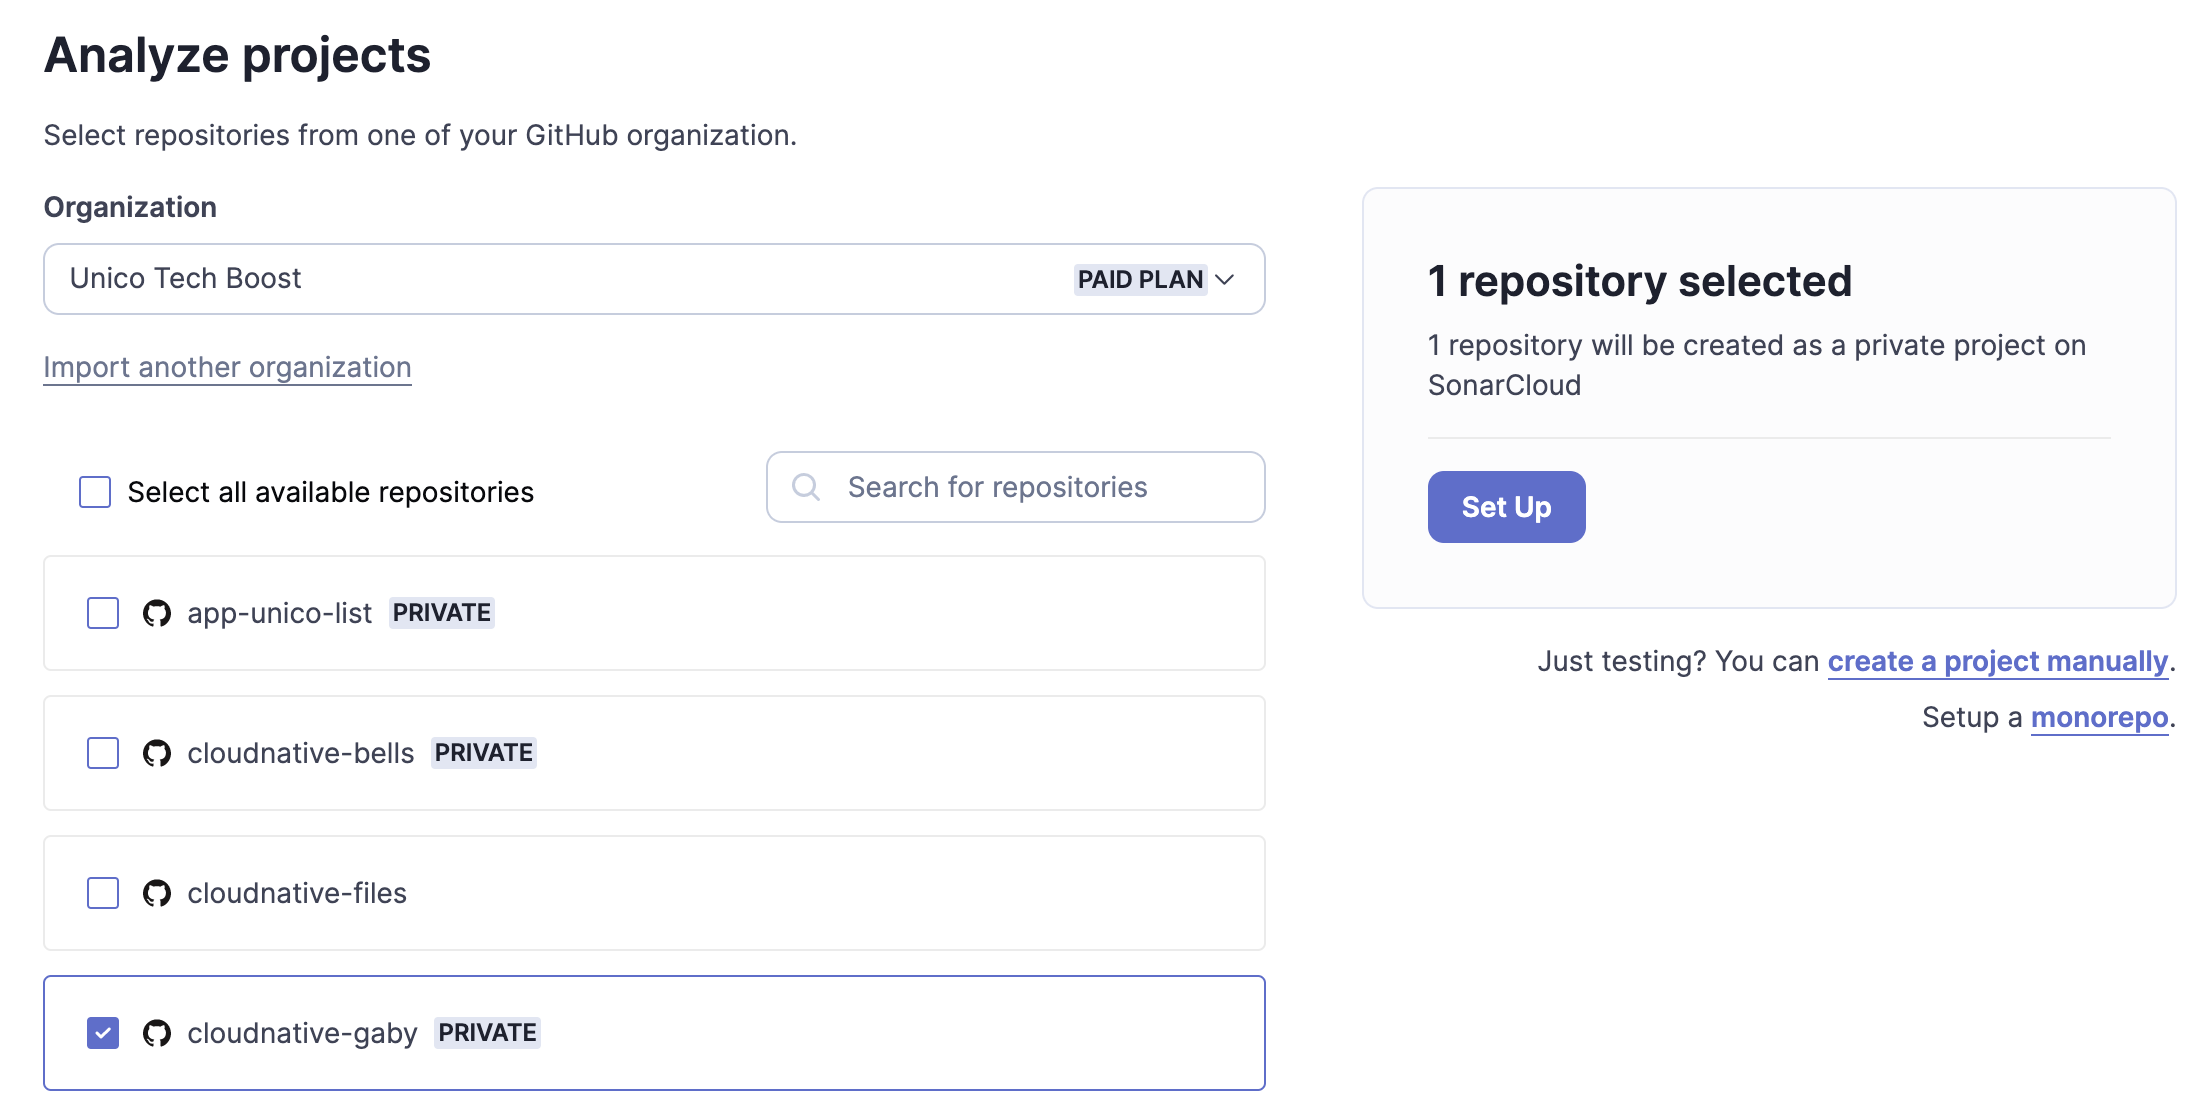 Analyze projects
Select repositories from one of your GitHub organization.
Organization
Unico Tech Boost PAID PLAN
Import another organization
Select all available repositories
Search for repositories
app-unico-list PRIVATE
cloudnative-bells PRIVATE
cloudnative-files
cloudnative-gaby PRIVATE
1 repository selected
1 repository will be created as a private project on
SonarCloud
Set Up
Just testing? You can create a project manually.
Setup a monorepo.